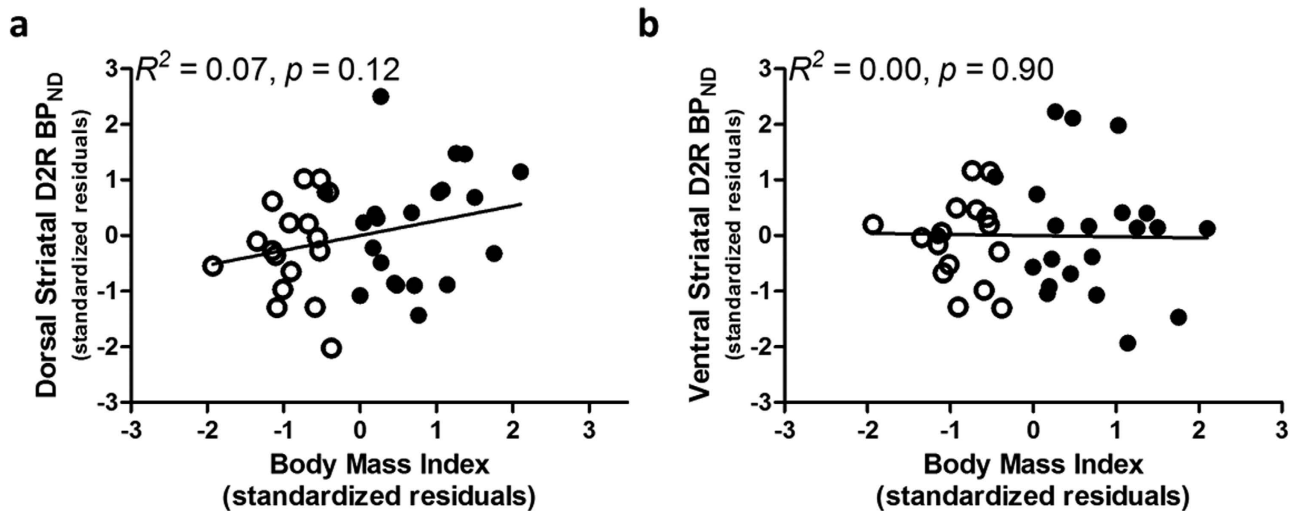 a
R² = 0.07, p = 0.12
Dorsal Striatal D2R BP_ND
(standardized residuals)
3
2
1
0
-1
-2
-3
-3 -2 -1 0 1 2 3
Body Mass Index
(standardized residuals)
b
R² = 0.00, p = 0.90
Ventral Striatal D2R BP_ND
(standardized residuals)
3
2
1
0
-1
-2
-3
-3 -2 -1 0 1 2 3
Body Mass Index
(standardized residuals)